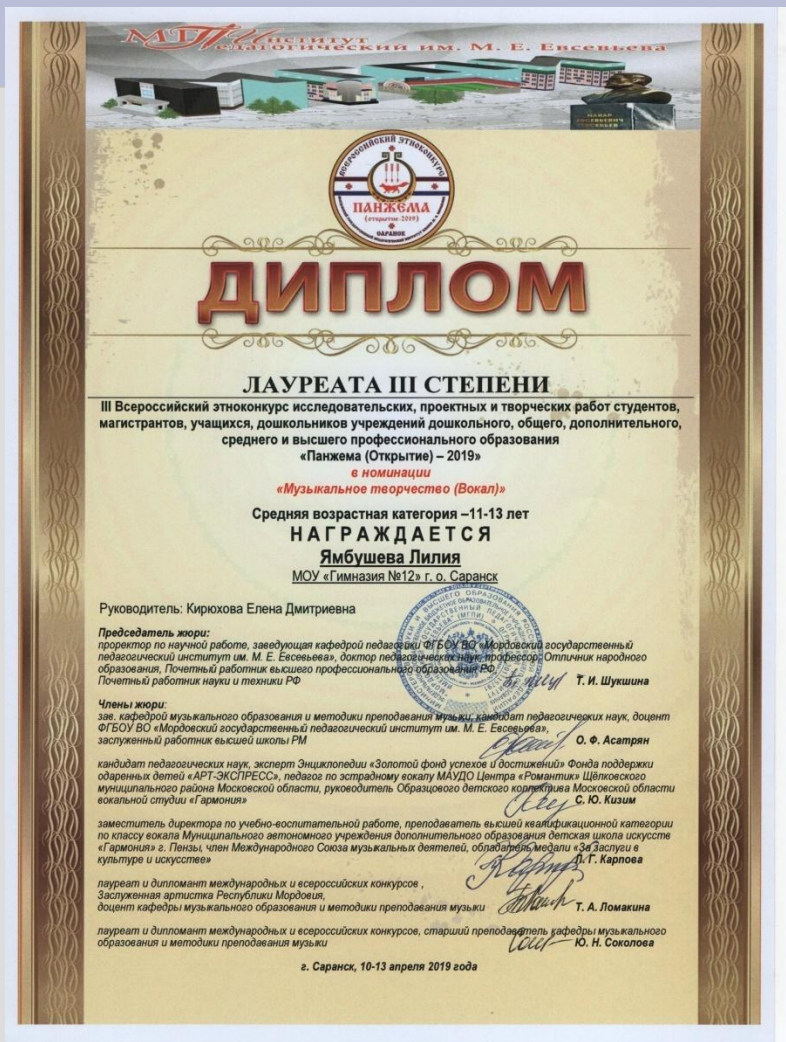 МГПИ Институт
Педагогический им. М. Е. Евсевьева
МАКАР
ЕВСЕВЬЕВИЧ
ЕВСЕВЬЕВ
ВСЕРОССИЙСКИЙ ЭТНОКОНКУРС
ПАНЖЕМА
(открытие-2019)
САРАНСК
ДИПЛОМ
ЛАУРЕАТА III СТЕПЕНИ
III Всероссийский этноконкурс исследовательских, проектных и творческих работ студентов,
магистрантов, учащихся, дошкольников учреждений дошкольного, общего, дополнительного,
среднего и высшего профессионального образования
«Панжема (Открытие) – 2019»
в номинации
«Музыкальное творчество (Вокал)»
Средняя возрастная категория –11-13 лет
НАГРАЖДАЕТСЯ
Ямбушева Лилия
МОУ «Гимназия №12» г. о. Саранск
Руководитель: Кирюхова Елена Дмитриевна
Председатель жюри:
проректор по научной работе, заведующая кафедрой педагогики ФГБОУ ВО «Мордовский государственный
педагогический институт им. М. Е. Евсевьева», доктор педагогических наук, профессор, Отличник народного
образования, Почетный работник высшего профессионального образования РФ,
Почетный работник науки и техники РФ Т. И. Шукшина
Члены жюри:
зав. кафедрой музыкального образования и методики преподавания музыки, кандидат педагогических наук, доцент
ФГБОУ ВО «Мордовский государственный педагогический институт им. М. Е. Евсевьева»,
заслуженный работник высшей школы РМ О. Ф. Асатрян
кандидат педагогических наук, эксперт Энциклопедии «Золотой фонд успехов и достижений» Фонда поддержки
одаренных детей «АРТ-ЭКСПРЕСС», педагог по эстрадному вокалу МАУДО Центра «Романтик» Щёлковского
муниципального района Московской области, руководитель Образцового детского коллектива Московской области
вокальной студии «Гармония» С. Ю. Кизим
заместитель директора по учебно-воспитательной работе, преподаватель высшей квалификационной категории
по классу вокала Муниципального автономного учреждения дополнительного образования детская школа искусств
«Гармония» г. Пензы, член Международного Союза музыкальных деятелей, обладатель медали «За заслуги в
культуре и искусстве» Л. Г. Карпова
лауреат и дипломант международных и всероссийских конкурсов ,
Заслуженная артистка Республики Мордовия,
доцент кафедры музыкального образования и методики преподавания музыки Т. А. Ломакина
лауреат и дипломант международных и всероссийских конкурсов, старший преподаватель кафедры музыкального
образования и методики преподавания музыки Ю. Н. Соколова
г. Саранск, 10-13 апреля 2019 года